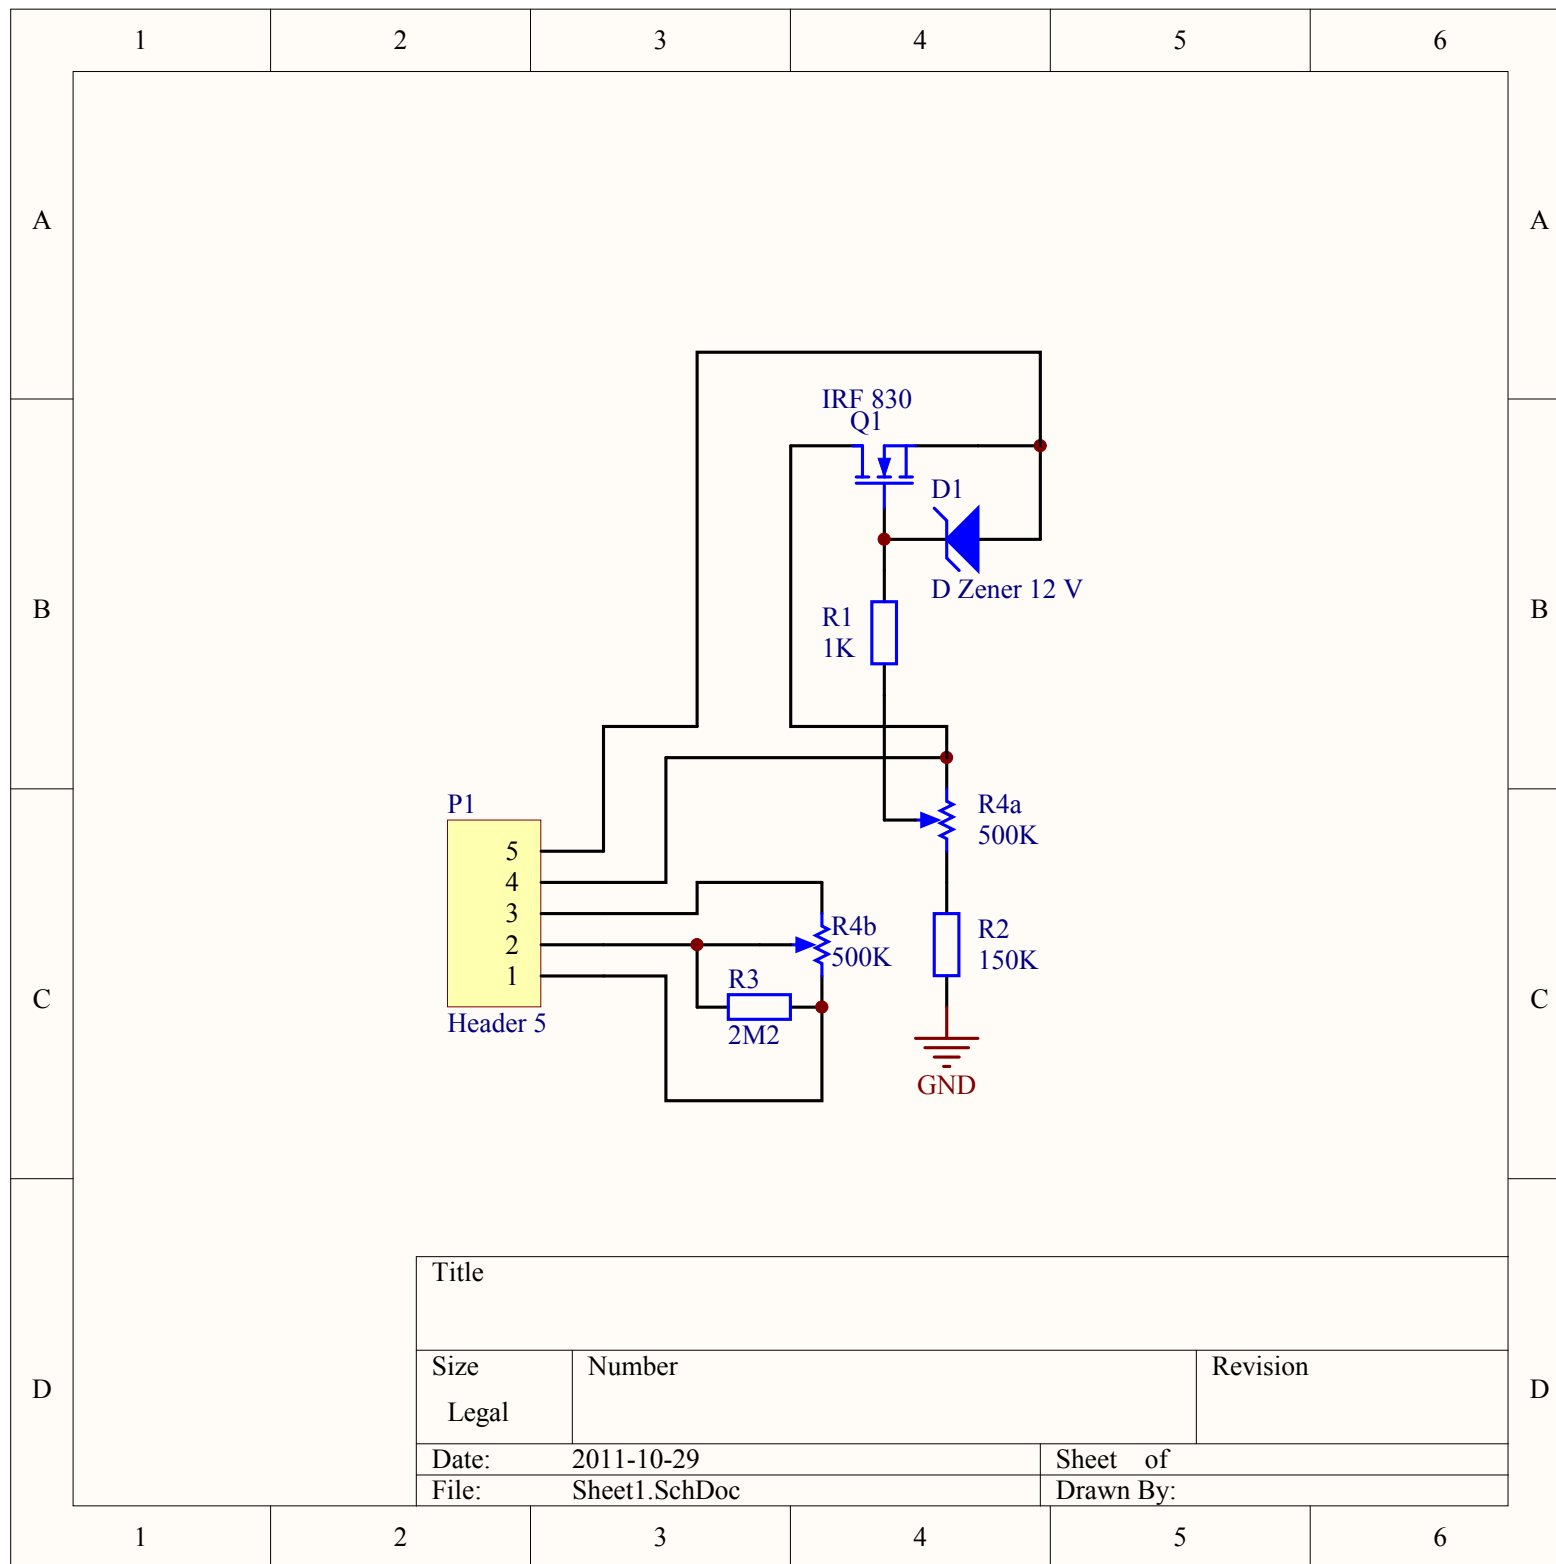 1 2 3 4 5 6
A A
IRF 830
Q1
D1
D Zener 12 V
B B
R1
1K
P1
R4a
500K
5
4
3
2
1
R4b
500K
R2
150K
R3
2M2
C C
Header 5
GND
Title
Size Number Revision
Legal
D D
Date: 2011-10-29 Sheet of
File: Sheet1.SchDoc Drawn By:
1 2 3 4 5 6